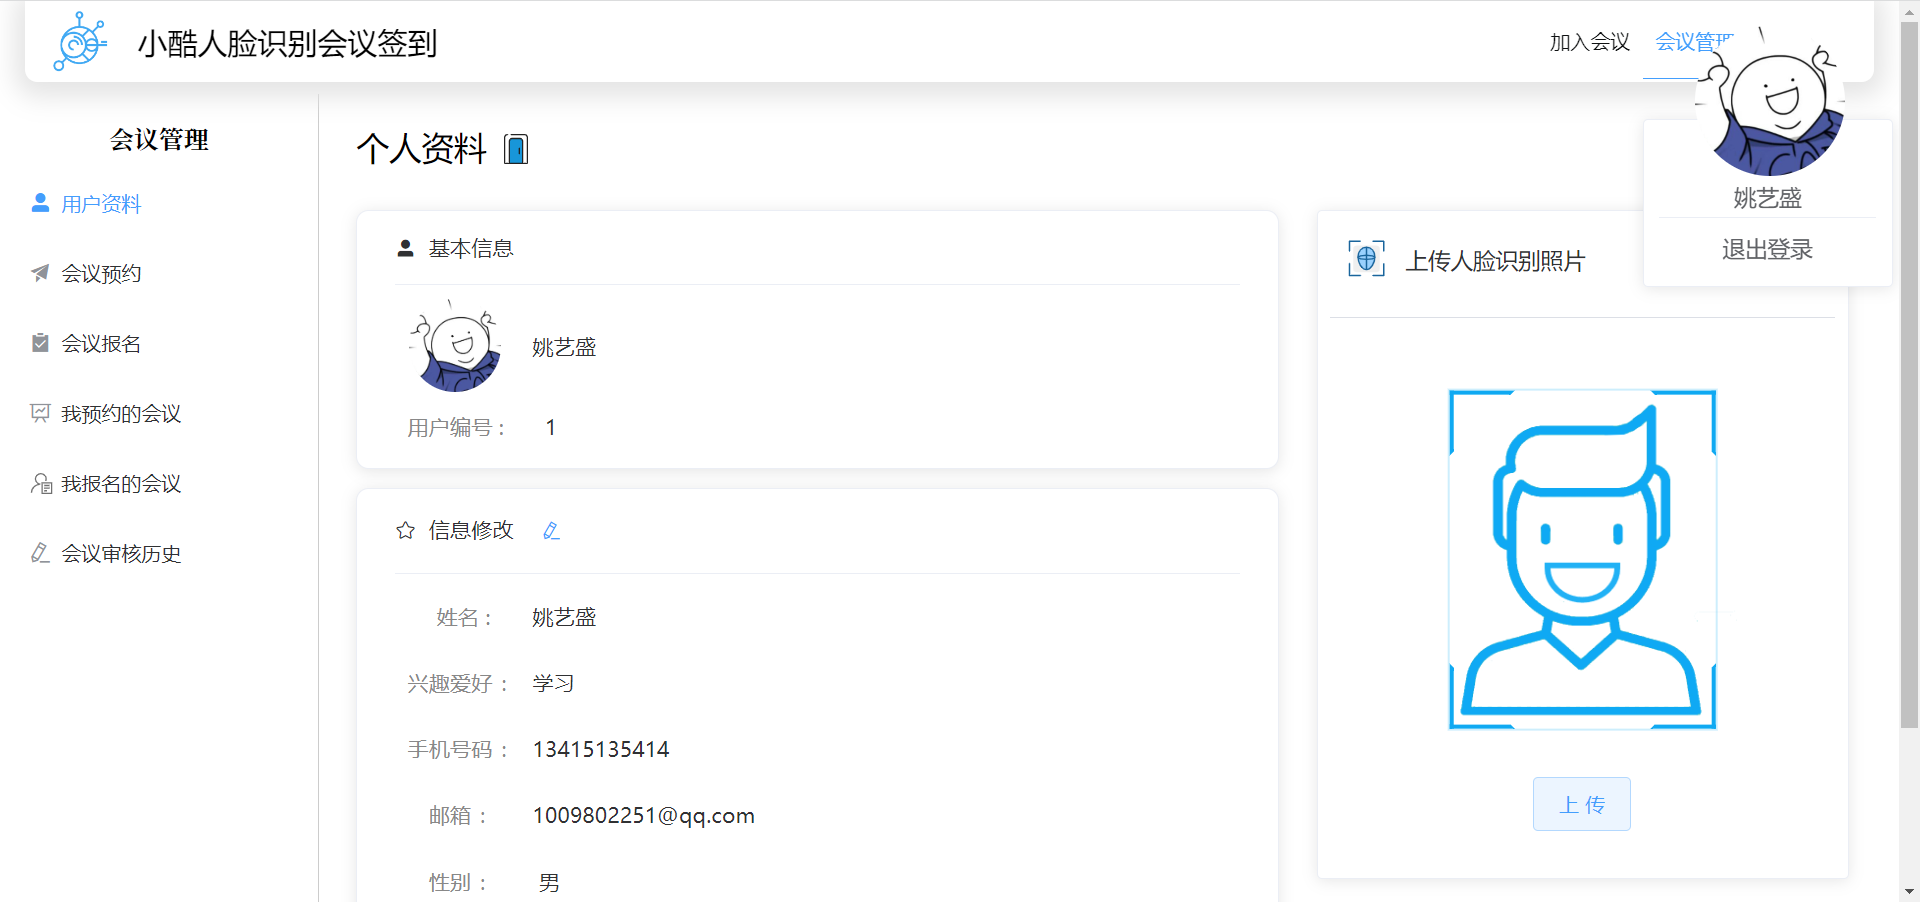 小酷人脸识别会议签到
加入会议
会议管理
姚艺盛
退出登录
会议管理
用户资料
会议预约
会议报名
我预约的会议
我报名的会议
会议审核历史
个人资料
基本信息
姚艺盛
用户编号： 1
信息修改
姓名： 姚艺盛
兴趣爱好： 学习
手机号码： 13415135414
邮箱： 1009802251@qq.com
性别： 男
上传人脸识别照片
上 传